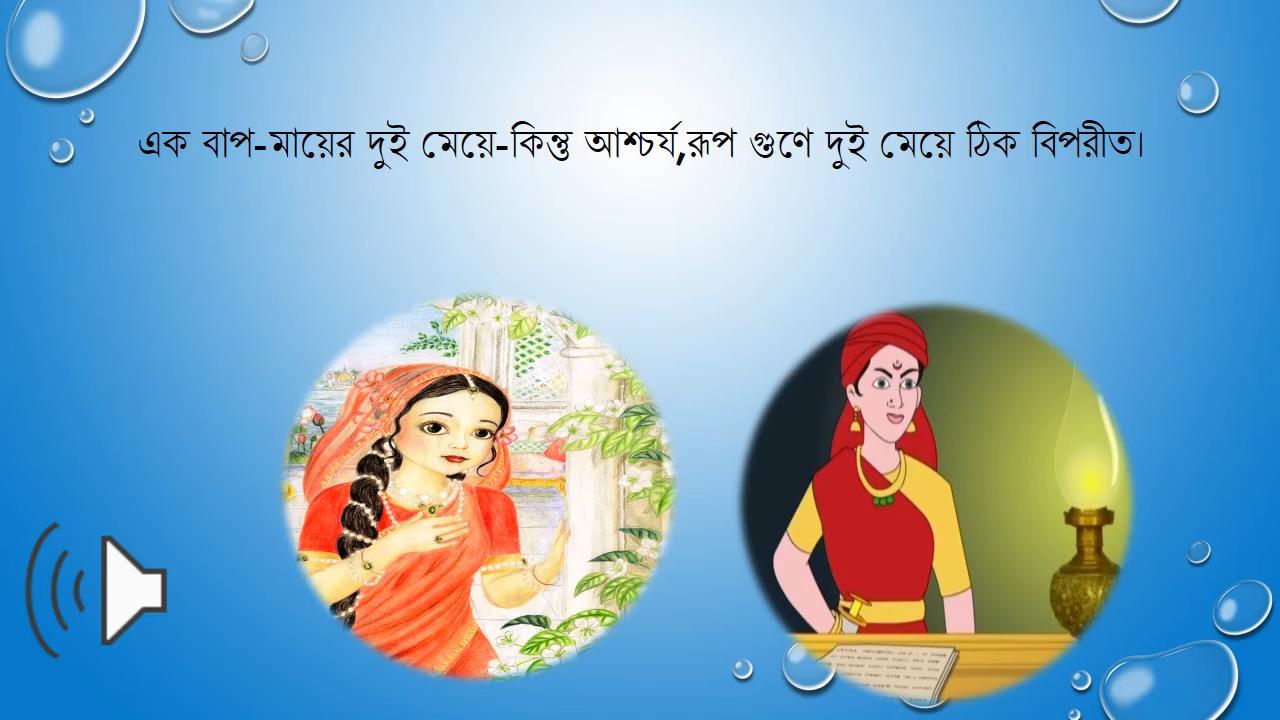 এক বাপ-মায়ের দুই মেয়ে-কিন্তু আশ্চর্য,রূপ গুণে দুই মেয়ে ঠিক বিপরীত।